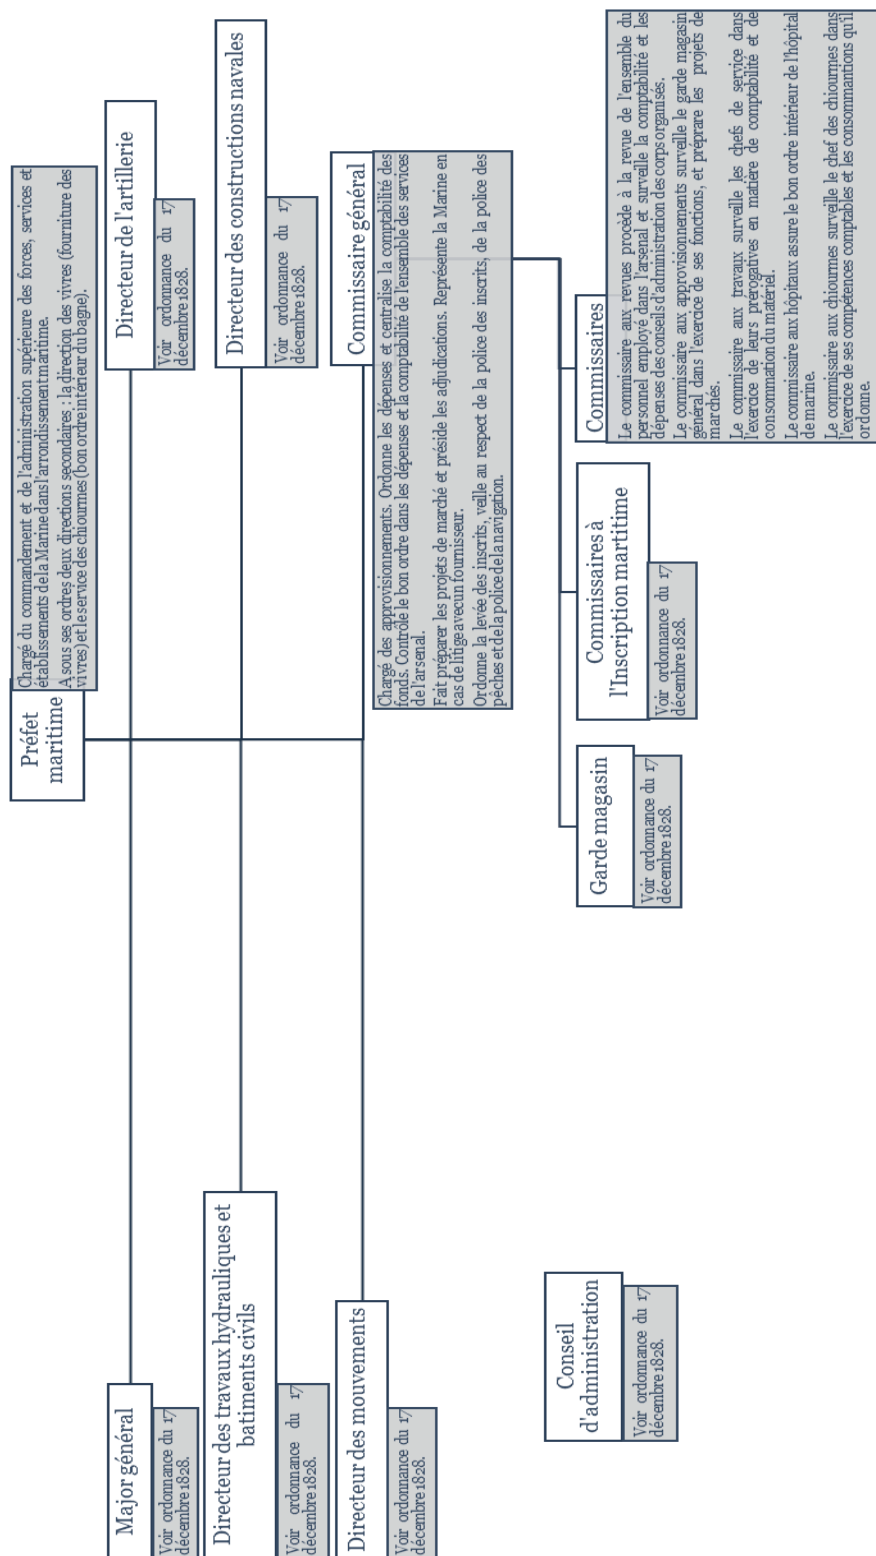 Préfet
maritime
Chargé du commandement et de l'administration supérieure des forces, services et
établissements de la Marine dans l'arrondissement maritime.
A sous ses ordres deux directions secondaires : la direction des vivres (fourniture des
vivres) et le service des chiourmes (bon ordre intérieur du bagne).
Major général
Voir ordonnance du 17
décembre 1828.
Directeur de l'artillerie
Voir ordonnance du 17
décembre 1828.
Directeur des travaux hydrauliques et
batiments civils
Voir ordonnance du 17
décembre 1828.
Directeur des constructions navales
Voir ordonnance du 17
décembre 1828.
Directeur des mouvements
Voir ordonnance du 17
décembre 1828.
Commissaire général
Chargé des approvisionnements. Ordonne les dépenses et centralise la comptabilité des
fonds. Contrôle le bon ordre dans les dépenses et la comptabilité de l'ensemble des services
de l'arsenal.
Fait préparer les projets de marché et préside les adjudications. Représente la Marine en
cas de litige avec un fournisseur.
Ordonne la levée des inscrits, veille au respect de la police des inscrits, de la police des
pêches et de la police de la navigation.
Conseil
d'administration
Voir ordonnance du 17
décembre 1828.
Garde magasin
Voir ordonnance du 17
décembre 1828.
Commissaires à
l'Inscription martitime
Voir ordonnance du 17
décembre 1828.
Commissaires
Le commissaire aux revues procède à la revue de l'ensemble du
personnel employé dans l'arsenal et surveille la comptabilité et les
dépenses des conseils d'administration des corps organisés.
Le commissaire aux approvisionnements surveille le garde magasin
général dans l'exercice de ses fonctions, et préprare les projets de
marchés.
Le commissaire aux travaux surveille les chefs de service dans
l'exercice de leurs prérogatives en matière de comptabilité et de
consommation du matériel.
Le commissaire aux hôpitaux assure le bon ordre intérieur de l'hôpital
de marine.
Le commissaire aux chiourmes surveille le chef des chiourmes dans
l'exercice de ses compétences comptables et les consommantions qu'il
ordonne.